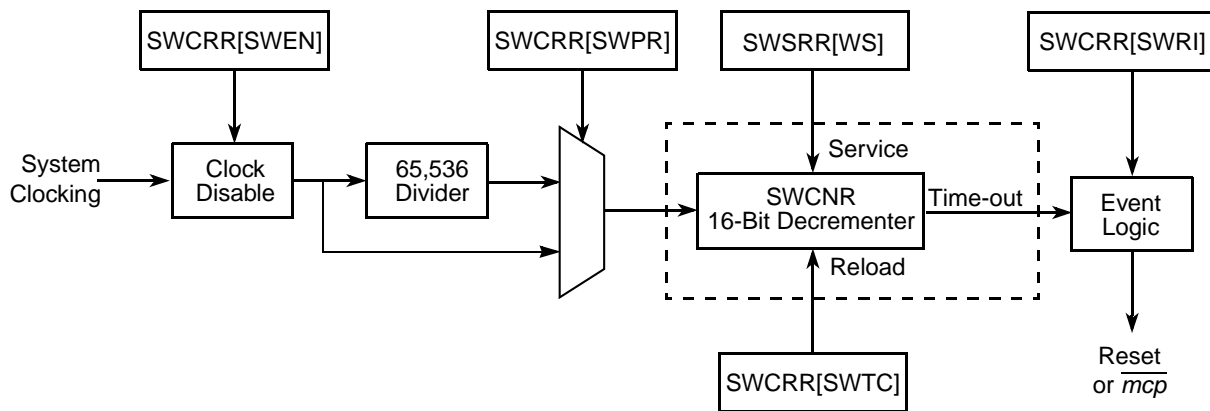 SWCRR[SWEN]
SWCRR[SWPR]
SWSRR[WS]
SWCRR[SWRI]
System
Clocking
Clock
Disable
65,536
Divider
Service
SWCNR
16-Bit Decrementer
Reload
Time-out
Event
Logic
SWCRR[SWTC]
Reset
or mcp